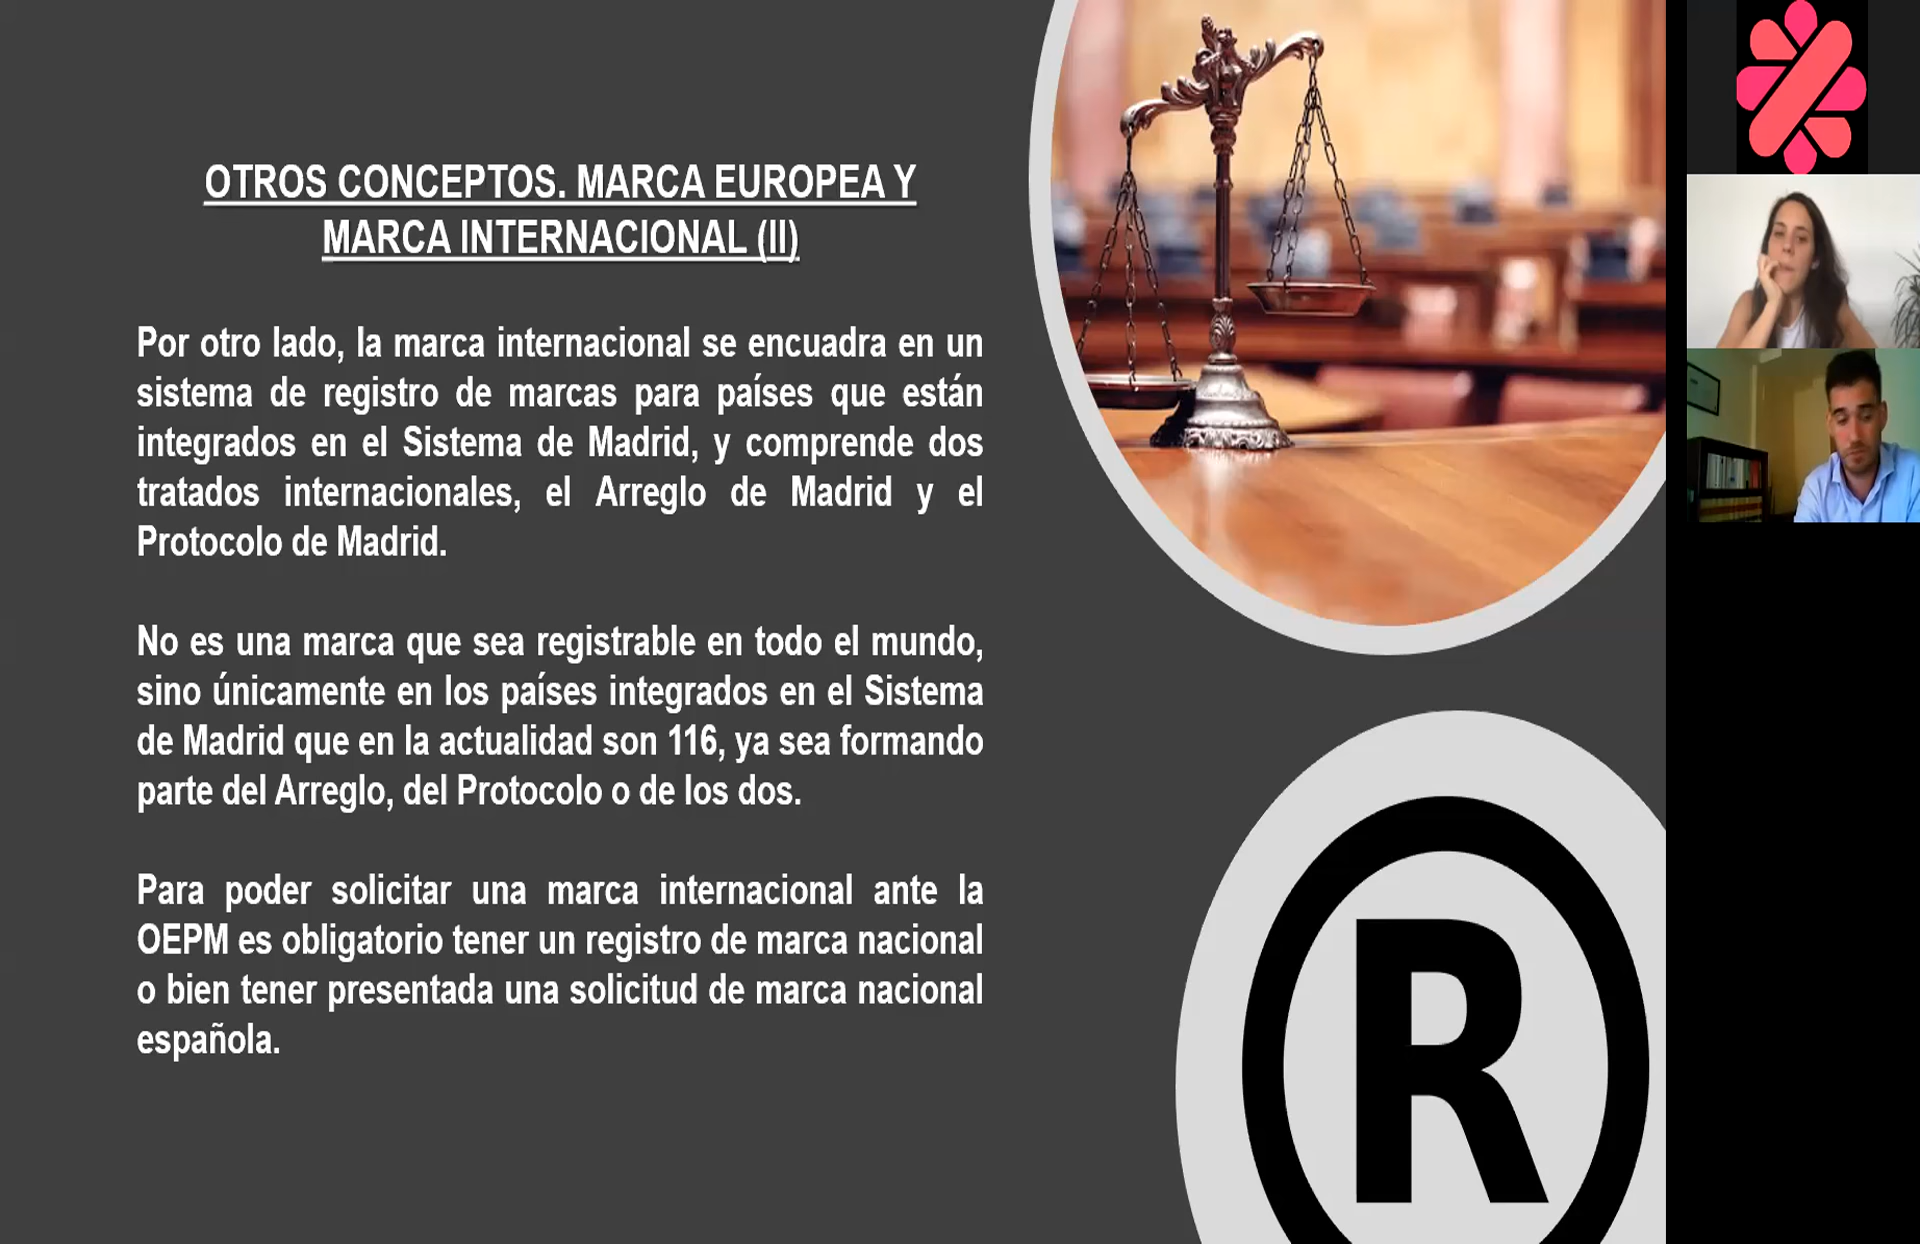 OTROS CONCEPTOS. MARCA EUROPEA Y
MARCA INTERNACIONAL (II)
Por otro lado, la marca internacional se encuadra en un
sistema de registro de marcas para países que están
integrados en el Sistema de Madrid, y comprende dos
tratados internacionales, el Arreglo de Madrid y el
Protocolo de Madrid.
No es una marca que sea registrable en todo el mundo,
sino únicamente en los países integrados en el Sistema
de Madrid que en la actualidad son 116, ya sea formando
parte del Arreglo, del Protocolo o de los dos.
Para poder solicitar una marca internacional ante la
OEPM es obligatorio tener un registro de marca nacional
o bien tener presentada una solicitud de marca nacional
española.
R